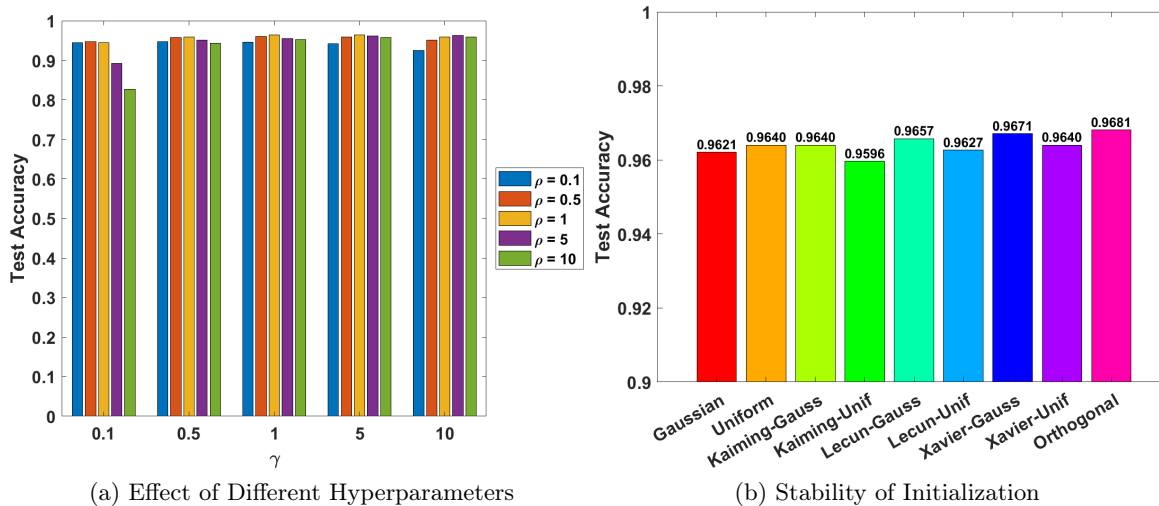 1
0.9
0.8
0.7
0.6
0.5
0.4
0.3
0.2
0.1
0
Test Accuracy
0.1 0.5 1 5 10
γ
ρ = 0.1
ρ = 0.5
ρ = 1
ρ = 5
ρ = 10
(a) Effect of Different Hyperparameters
1
0.98
0.96
0.94
0.92
0.9
Test Accuracy
0.9621 0.9640 0.9640 0.9596 0.9657 0.9627 0.9671 0.9640 0.9681
Gaussian
Uniform
Kaiming-Gauss
Kaiming-Unif
Lecun-Gauss
Lecun-Unif
Xavier-Gauss
Xavier-Unif
Orthogonal
(b) Stability of Initialization